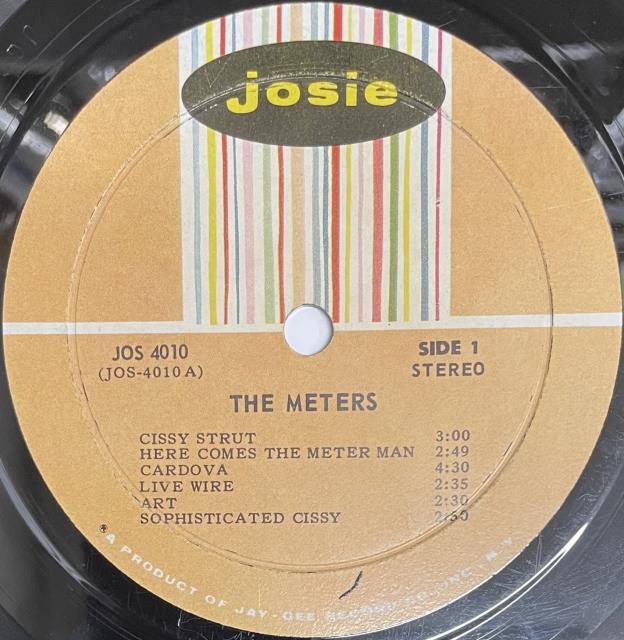 josie
JOS 4010
(JOS-4010 A)
SIDE 1
STEREO
THE METERS
CISSY STRUT 3:00
HERE COMES THE METER MAN 2:49
CARDOVA 4:30
LIVE WIRE 2:35
ART 2:30
SOPHISTICATED CISSY 2:50
A PRODUCT OF JAY-GEE RECORD CO., INC., N.Y.